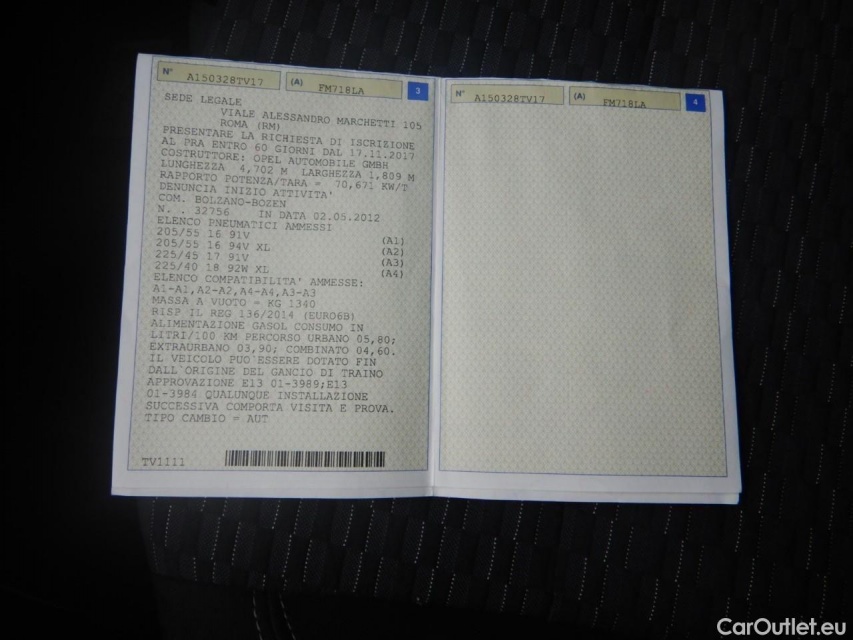 N° A150328TV17 (A) FM718LA 3
SEDE LEGALE
VIALE ALESSANDRO MARCHETTI 105
ROMA (RM)
PRESENTARE LA RICHIESTA DI ISCRIZIONE
AL PRA ENTRO 60 GIORNI DAL 17.11.2017
COSTRUTTORE: OPEL AUTOMOBILE GMBH
LUNGHEZZA 4,702 M LARGHEZZA 1,809 M
RAPPORTO POTENZA/TARA = 70,671 KW/T
DENUNCIA INIZIO ATTIVITA'
COM. BOLZANO-BOZEN
N. . 32756 IN DATA 02.05.2012
ELENCO PNEUMATICI AMMESSI
205/55 16 91V (A1)
205/55 16 94V XL (A2)
225/45 17 91V (A3)
225/40 18 92W XL (A4)
ELENCO COMPATIBILITA' AMMESSE:
A1-A1,A2-A2,A4-A4,A3-A3
MASSA A VUOTO = KG 1340
RISP IL REG 136/2014 (EURO6B)
ALIMENTAZIONE GASOL CONSUMO IN
LITRI/100 KM PERCORSO URBANO 05,80;
EXTRAURBANO 03,90; COMBINATO 04,60.
IL VEICOLO PUO'ESSERE DOTATO FIN
DALL'ORIGINE DEL GANCIO DI TRAINO
APPROVAZIONE E13 01-3989;E13
01-3984 QUALUNQUE INSTALLAZIONE
SUCCESSIVA COMPORTA VISITA E PROVA.
TIPO CAMBIO = AUT
TV1111
N° A150328TV17 (A) FM718LA 4
CarOutlet.eu